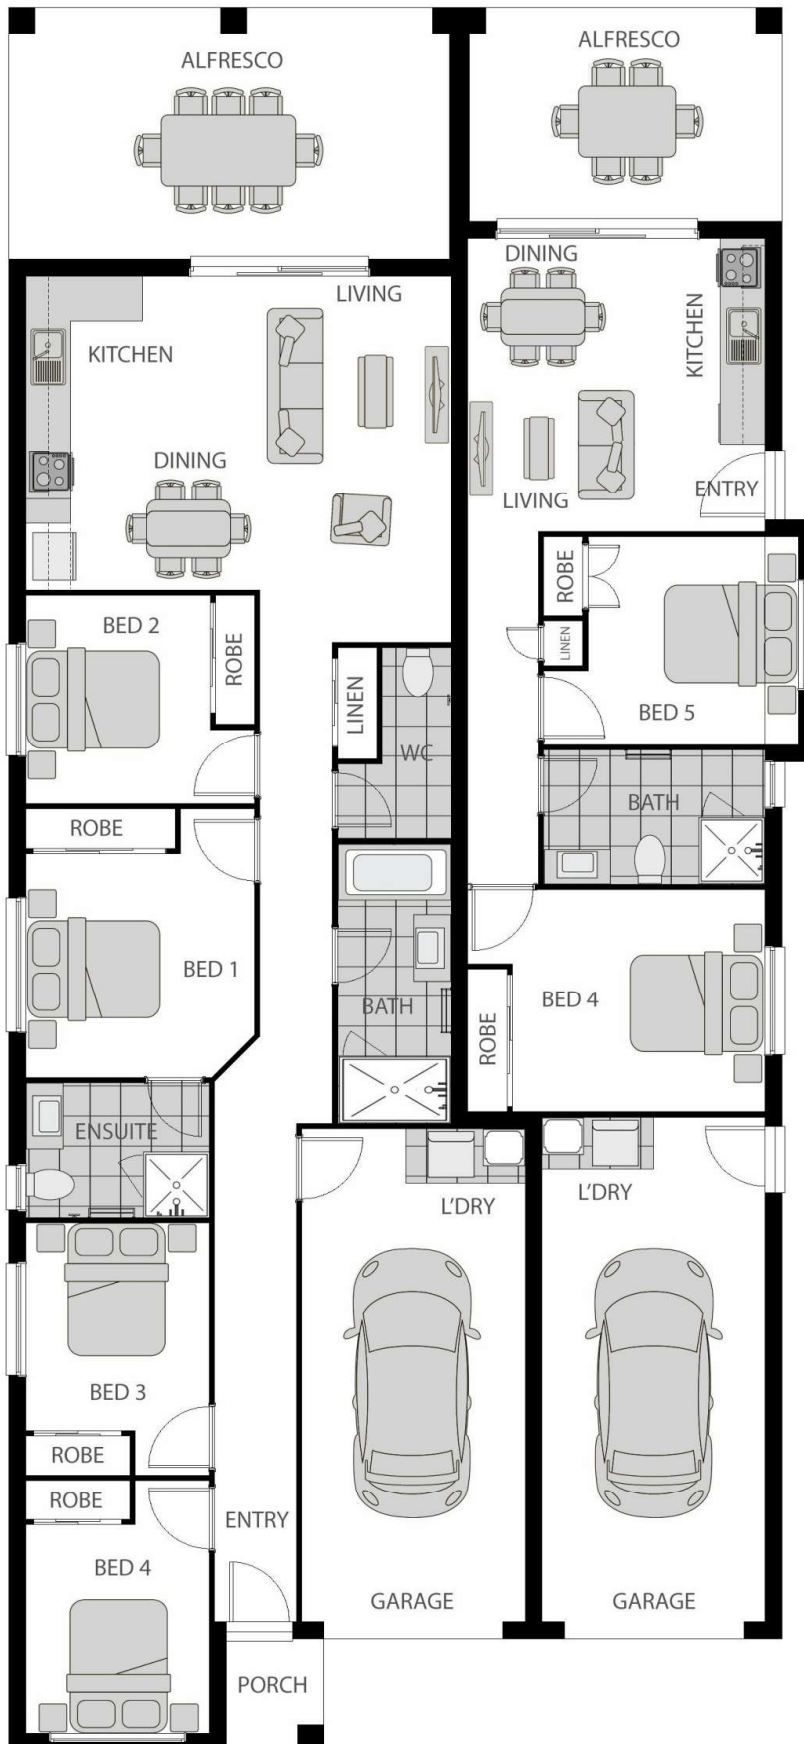 ALFRESCO
ALFRESCO
DINING
LIVING
KITCHEN
KITCHEN
DINING
LIVING
ENTRY
BED 2
ROBE
ROBE
LINEN
LINEN
BED 5
WC
BATH
ROBE
BED 1
BED 4
BATH
ROBE
ENSUITE
L'DRY
L'DRY
BED 3
ROBE
ROBE
ENTRY
BED 4
GARAGE
GARAGE
PORCH